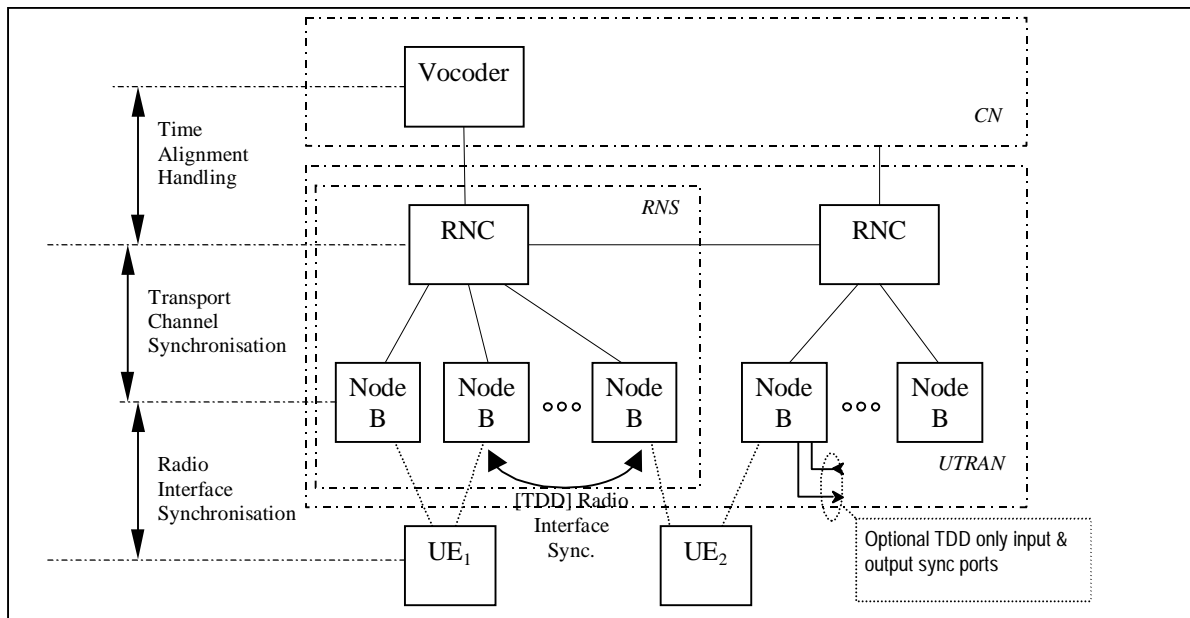 Vocoder
CN
Time
Alignment
Handling
RNS
RNC
RNC
Transport
Channel
Synchronisation
Node
B
Node
B
Node
B
Node
B
Node
B
UTRAN
Radio
Interface
Synchronisation
[TDD] Radio
Interface
Sync.
UE1
UE2
Optional TDD only input &
output sync ports